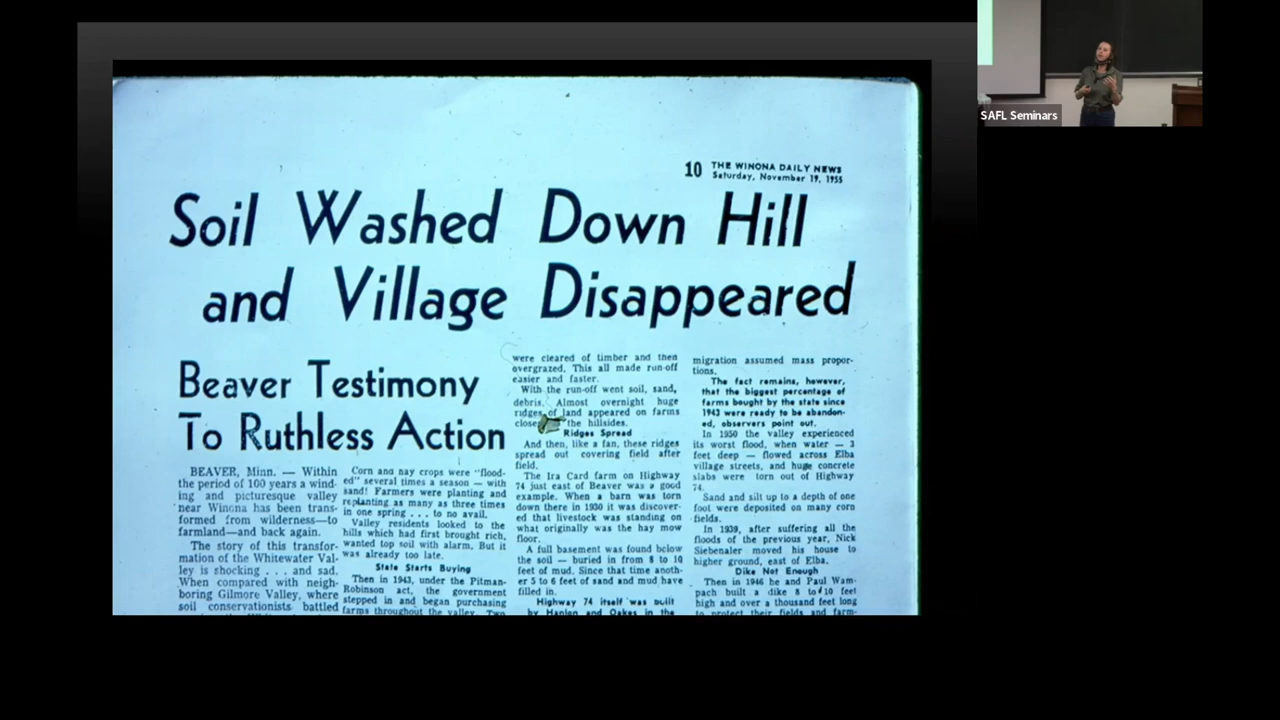 10 THE WINONA DAILY NEWS
Saturday, November 19, 1955
Soil Washed Down Hill
and Village Disappeared
Beaver Testimony
To Ruthless Action
BEAVER, Minn. — Within
the period of 100 years a wind-
ing and picturesque valley
near Winona has been trans-
formed from wilderness—to
farmland—and back again.
The story of this transfor-
mation of the Whitewater Val-
ley is shocking . . . and sad.
When compared with neigh-
boring Gilmore Valley, where
soil conservationists battled
Corn and hay crops were "flood-
ed" several times a season — with
sand! Farmers were planting and
replanting as many as three times
in one spring . . . to no avail.
Valley residents looked to the
hills which had first brought rich,
wanted top soil with alarm. But it
was already too late.
State Starts Buying
Then in 1943, under the Pitman-
Robinson act, the government
stepped in and began purchasing
farms throughout the valley. Two
were cleared of timber and then
overgrazed. This all made run-off
easier and faster.
With the run-off went soil, sand,
debris. Almost overnight huge
ridges of land appeared on farms
close the hillsides.
Ridges Spread
And then, like a fan, these ridges
spread out covering field after
field.
The Ira Card farm on Highway
74 just east of Beaver was a good
example. When a barn was torn
down there in 1930 it was discover-
ed that livestock was standing on
what originally was the hay mow
floor.
A full basement was found below
the soil — buried in from 8 to 10
feet of mud. Since that time anoth-
er 5 to 6 feet of sand and mud have
filled in.
Highway 74 itself was built
by Hanlon and Oakes in the
migration assumed mass propor-
tions.
The fact remains, however,
that the biggest percentage of
farms bought by the state since
1943 were ready to be abandon-
ed, observers point out.
In 1950 the valley experienced
its worst flood, when water — 3
feet deep — flowed across Elba
village streets, and huge concrete
slabs were torn out of Highway
74.
Sand and silt up to a depth of one
foot were deposited on many corn
fields.
In 1939, after suffering all the
floods of the previous year, Nick
Siebenaler moved his house to
higher ground, east of Elba.
Dike Not Enough
Then in 1946 he and Paul Wam-
pach built a dike 8 to 10 feet
high and over a thousand feet long
to protect their fields and farm-
SAFL Seminars